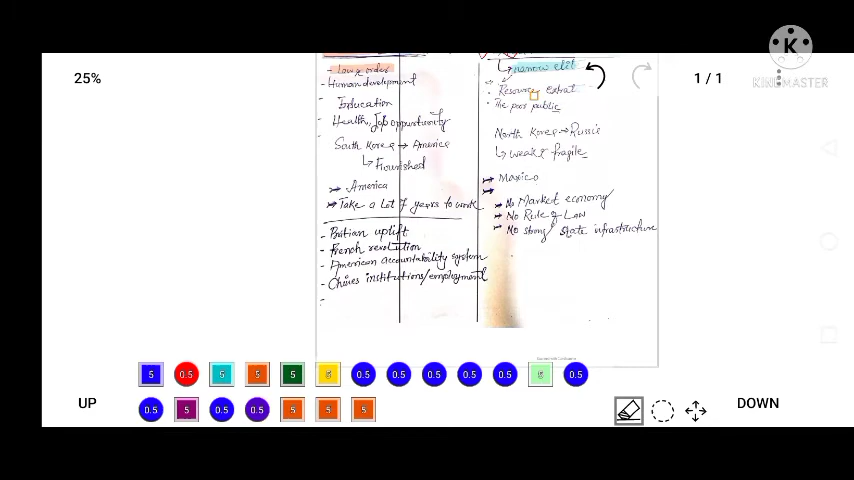 25%
1 / 1
KINEMASTER
- Low & order
- Human development
- Education
- Health, Job opportunity
South Korea → America
↳ Flourished
→ America
→ Take a Lot of years to work
- Britian uplift
- French revolution
- American accountability system
- Chines institutions/employment
-
↳ narrow elit
· Resource extrat
· The poor public
North Korea → Russia
↳ weak & fragile
→ Maxico
→ No Market economy
→ No Rule of Law
→ No strong state infrastructure
5 0.5 5 5 5 5 0.5 0.5 0.5 0.5 0.5 5 0.5
UP 0.5 5 0.5 0.5 5 5 5 DOWN